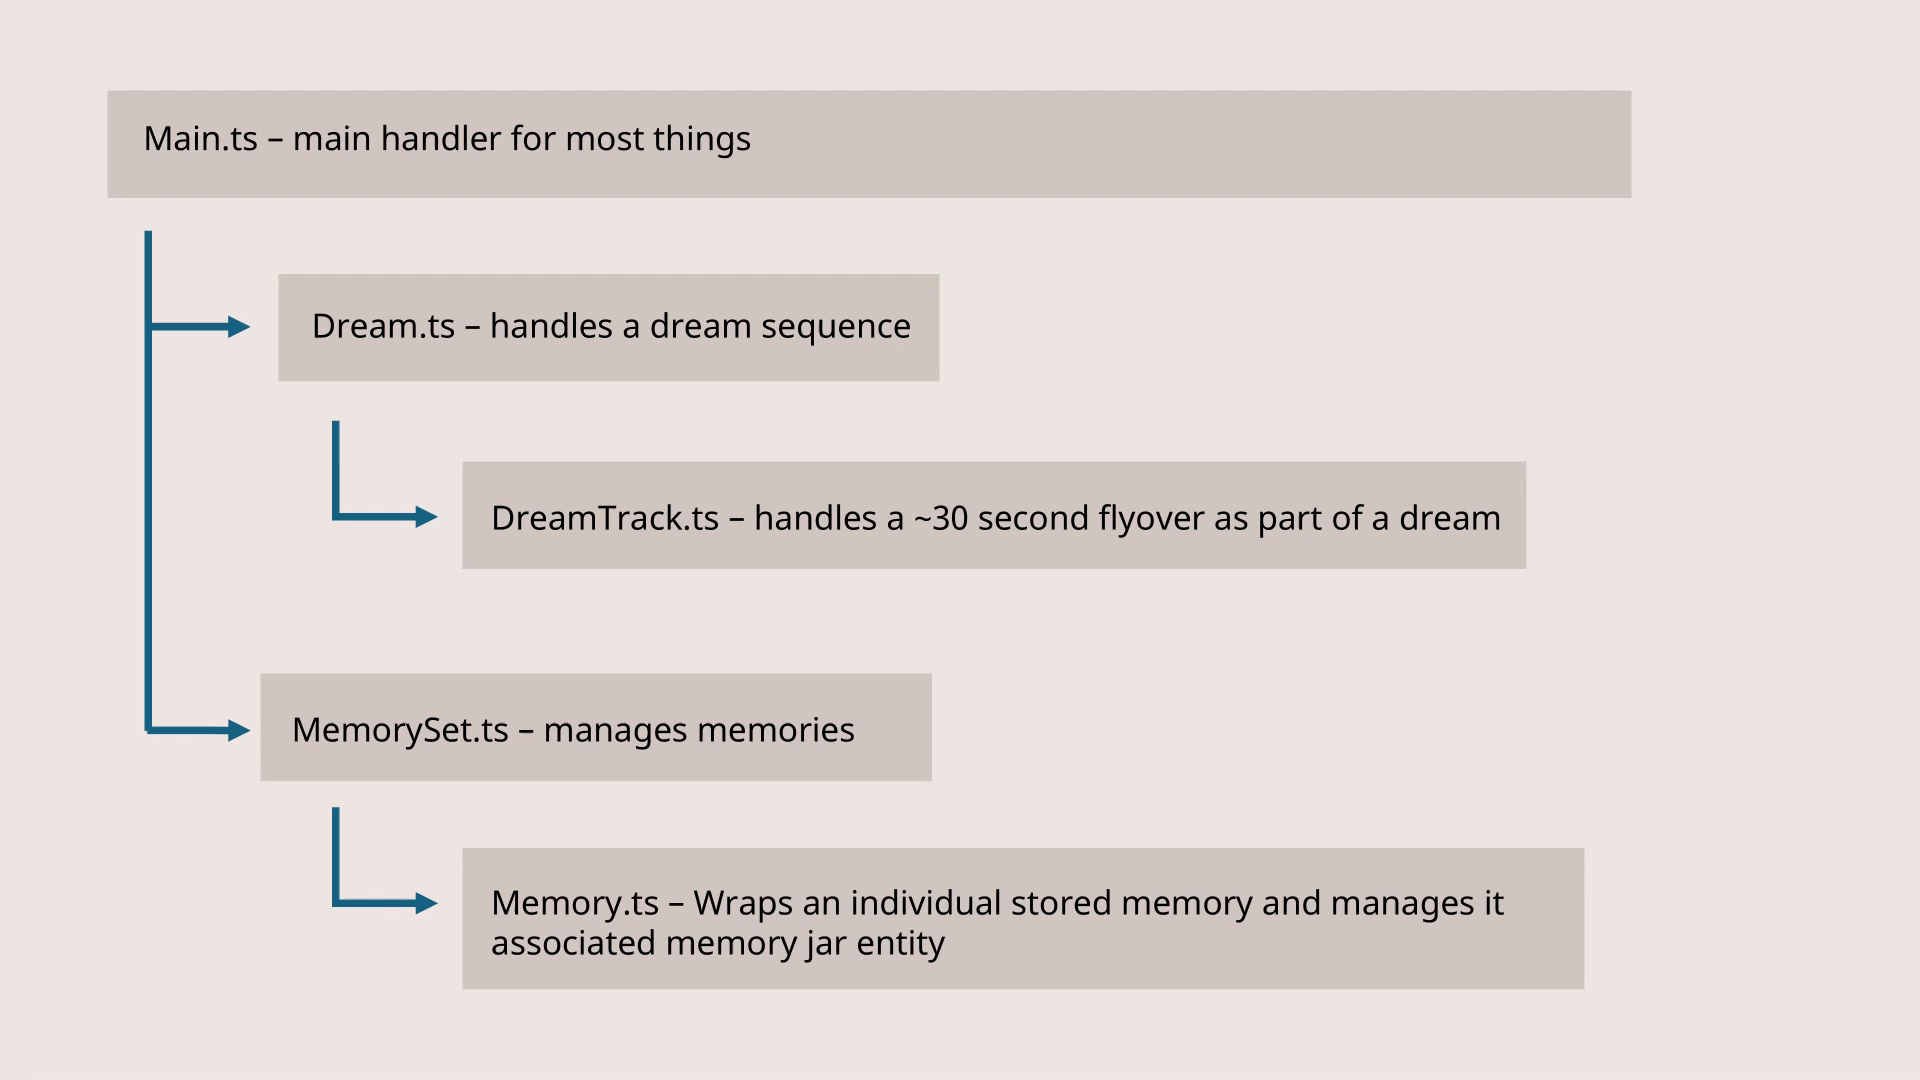 Main.ts – main handler for most things
Dream.ts – handles a dream sequence
DreamTrack.ts – handles a ~30 second flyover as part of a dream
MemorySet.ts – manages memories
Memory.ts – Wraps an individual stored memory and manages it
associated memory jar entity